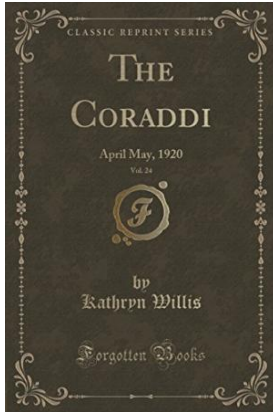 CLASSIC REPRINT SERIES
THE
CORADDI
April May, 1920
Vol. 24
F
by
Kathryn Willis
Forgotten Books